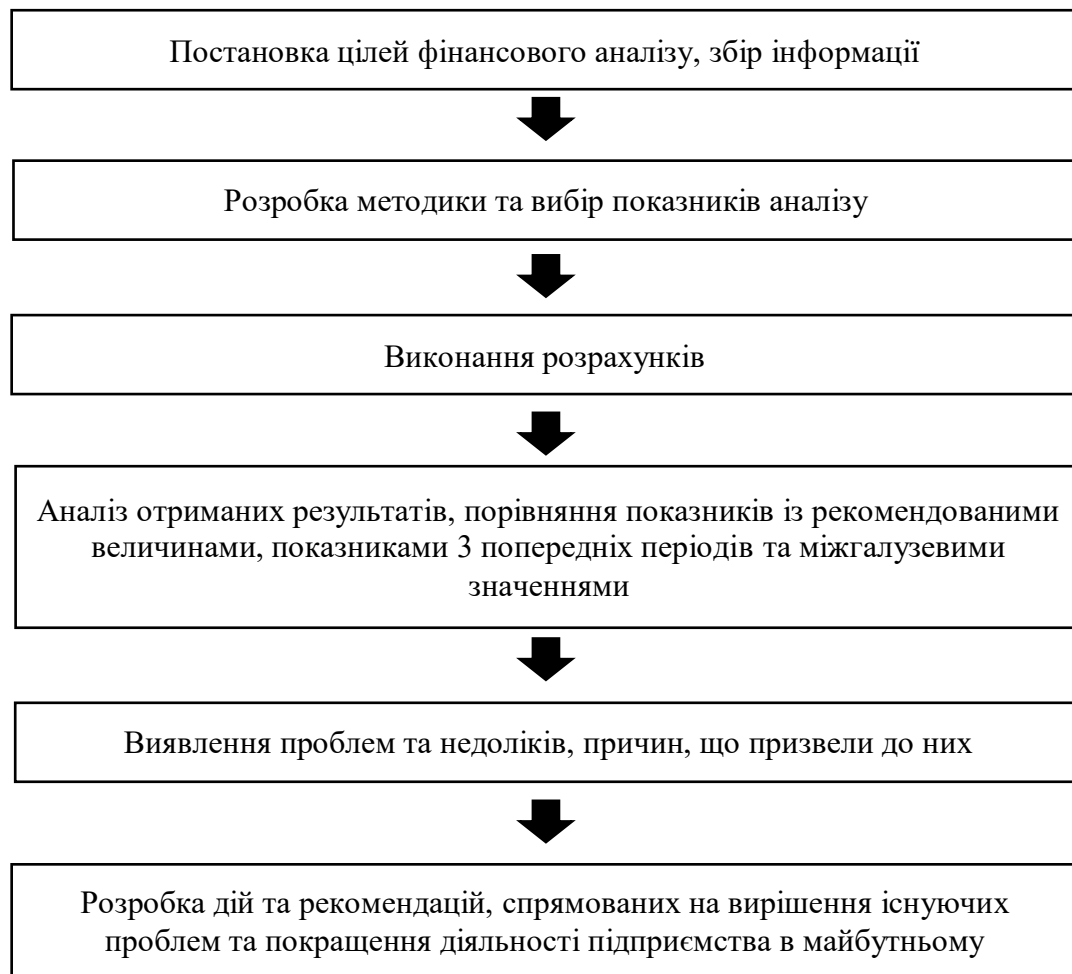 Постановка цілей фінансового аналізу, збір інформації
Розробка методики та вибір показників аналізу
Виконання розрахунків
Аналіз отриманих результатів, порівняння показників із рекомендованими
величинами, показниками 3 попередніх періодів та міжгалузевими
значеннями
Виявлення проблем та недоліків, причин, що призвели до них
Розробка дій та рекомендацій, спрямованих на вирішення існуючих
проблем та покращення діяльності підприємства в майбутньому